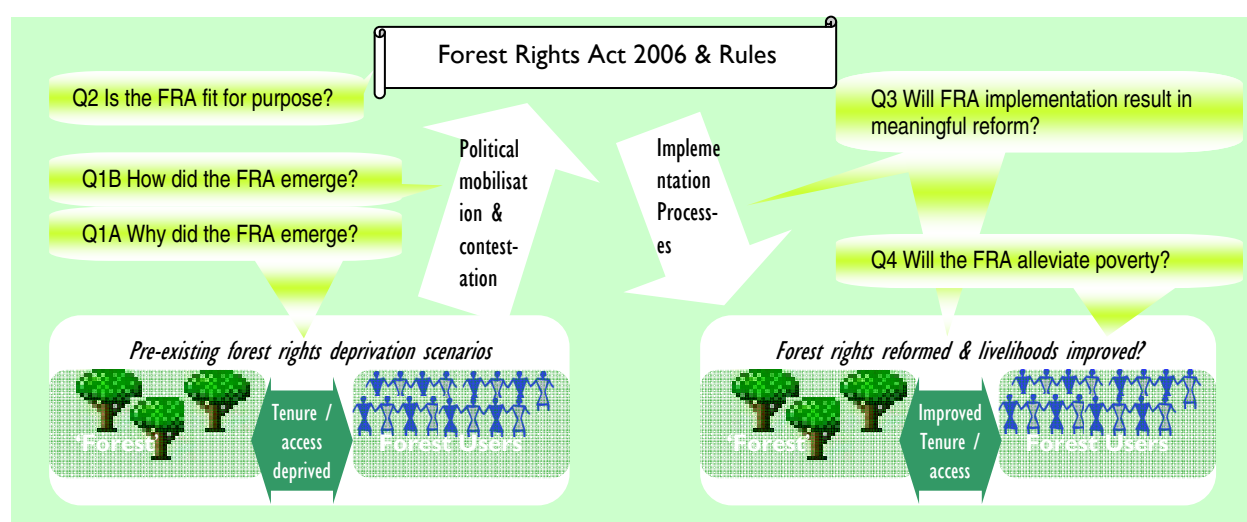 Forest Rights Act 2006 & Rules
Q2 Is the FRA fit for purpose?
Q1B How did the FRA emerge?
Q1A Why did the FRA emerge?
Political
mobilisat
ion &
contest-
ation
Impleme
ntation
Process-
es
Q3 Will FRA implementation result in
meaningful reform?
Q4 Will the FRA alleviate poverty?
Pre-existing forest rights deprivation scenarios
'Forest'
Tenure /
access
deprived
Forest Users
Forest rights reformed & livelihoods improved?
'Forest'
Improved
Tenure /
access
Forest Users